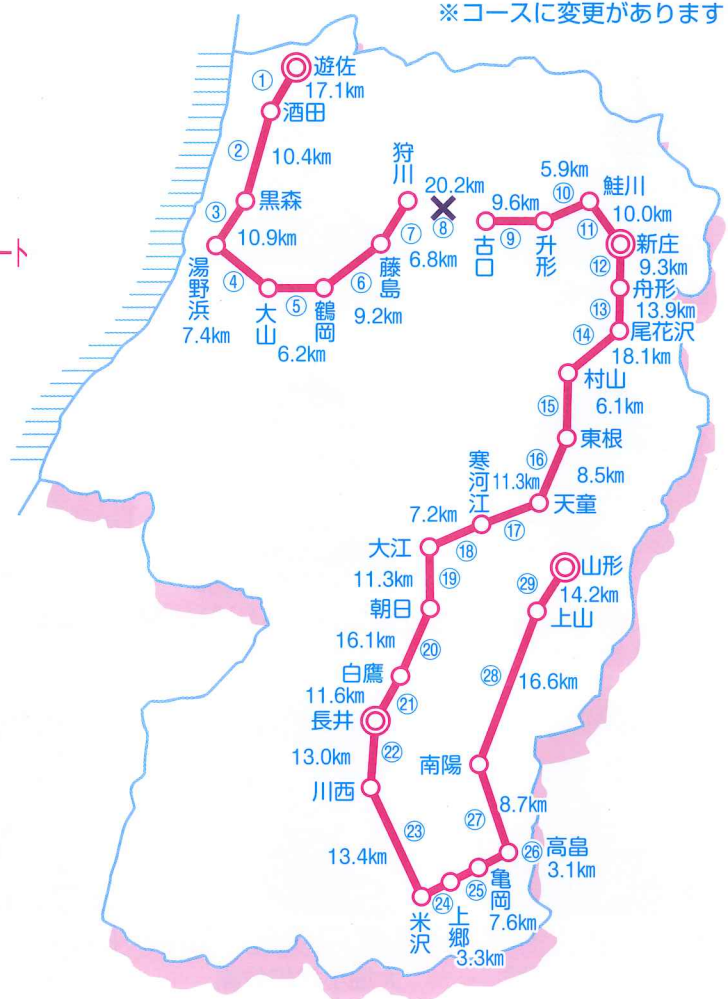 ※コースに変更があります
ート
①
遊佐
17.1km
酒田
②
10.4km
黒森
③
10.9km
湯野浜
7.4km
④
大山
6.2km
⑤
鶴岡
9.2km
⑥
藤島
6.8km
⑦
狩川
20.2km
⑧
古口
9.6km
⑨
升形
5.9km
⑩
鮭川
10.0km
⑪
新庄
9.3km
⑫
舟形
13.9km
⑬
尾花沢
18.1km
⑭
村山
6.1km
⑮
東根
8.5km
⑯
天童
11.3km
⑰
寒河江
7.2km
⑱
大江
11.3km
⑲
朝日
16.1km
⑳
白鷹
11.6km
㉑
長井
13.0km
㉒
川西
13.4km
㉓
米沢
㉔
上郷
3.3km
㉕
亀岡
7.6km
㉖
高畠
3.1km
㉗
8.7km
南陽
㉘
16.6km
上山
㉙
14.2km
山形